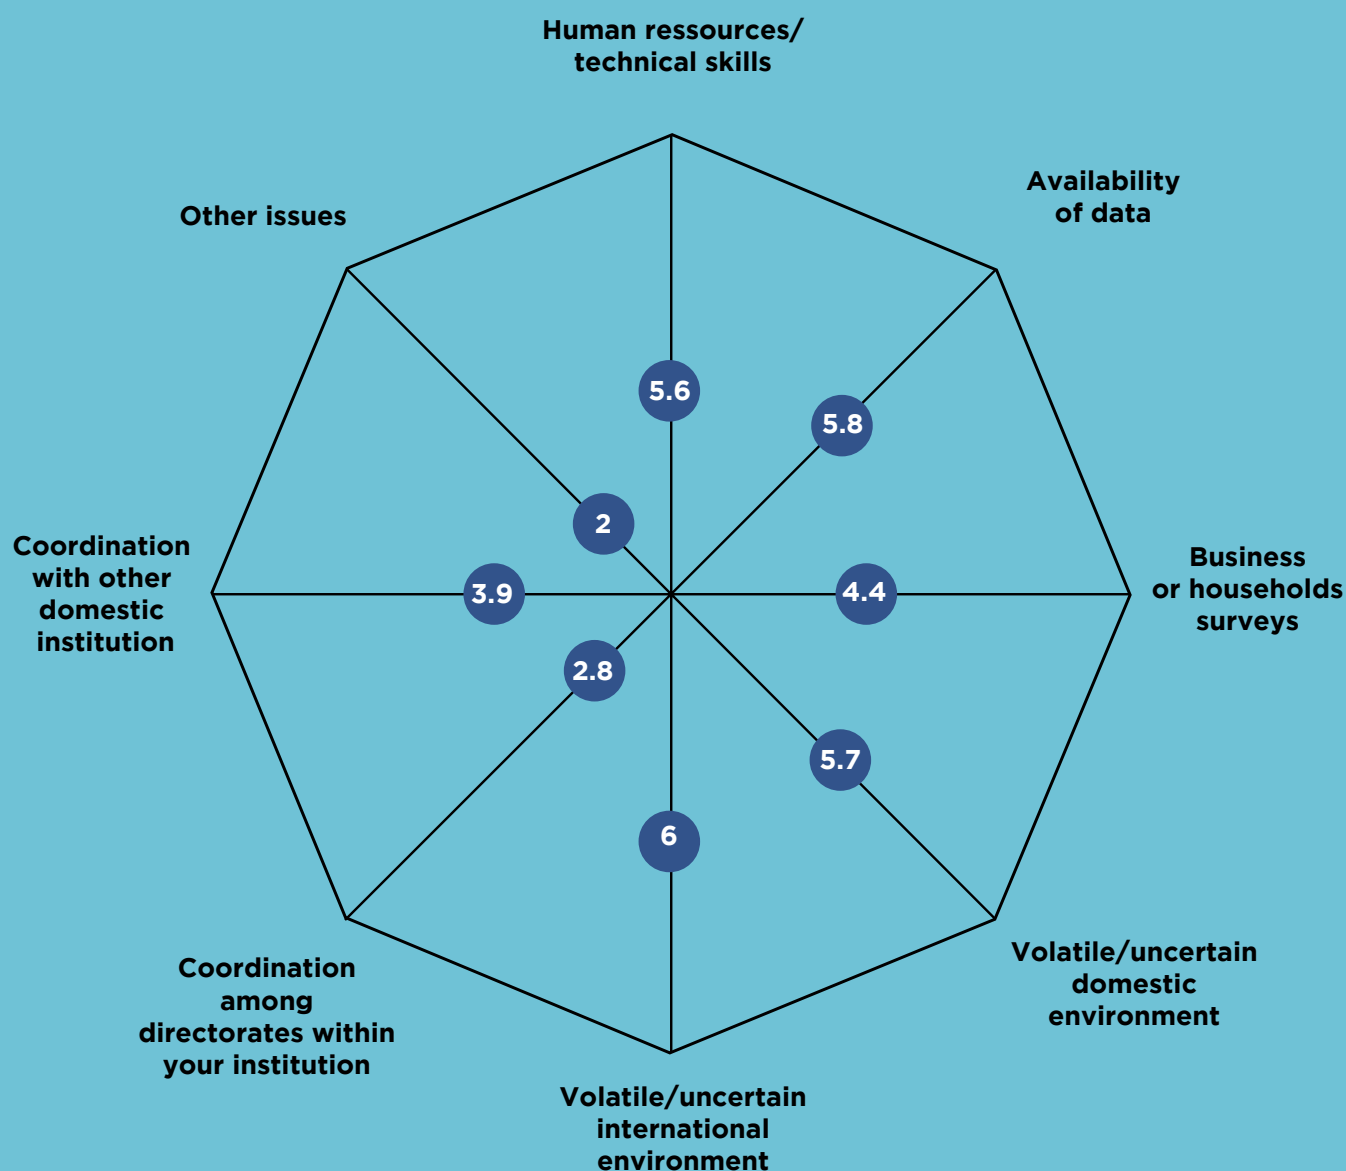 Human ressources/
technical skills
Availability
of data
Other issues
5.6
5.8
2
Coordination
with other
domestic
institution
3.9
4.4
Business
or households
surveys
2.8
5.7
6
Volatile/uncertain
domestic
environment
Coordination
among
directorates within
your institution
Volatile/uncertain
international
environment